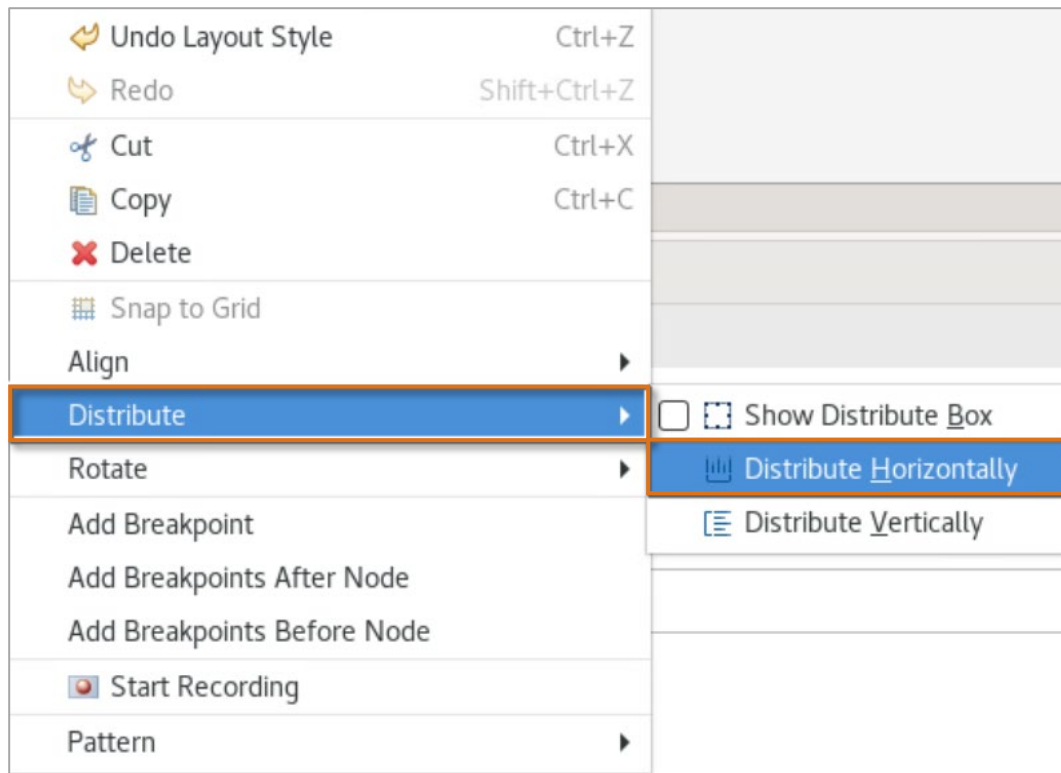 Undo Layout Style Ctrl+Z
Redo Shift+Ctrl+Z
Cut Ctrl+X
Copy Ctrl+C
Delete
Snap to Grid
Align
Distribute
Show Distribute Box
Rotate
Distribute Horizontally
Distribute Vertically
Add Breakpoint
Add Breakpoints After Node
Add Breakpoints Before Node
Start Recording
Pattern